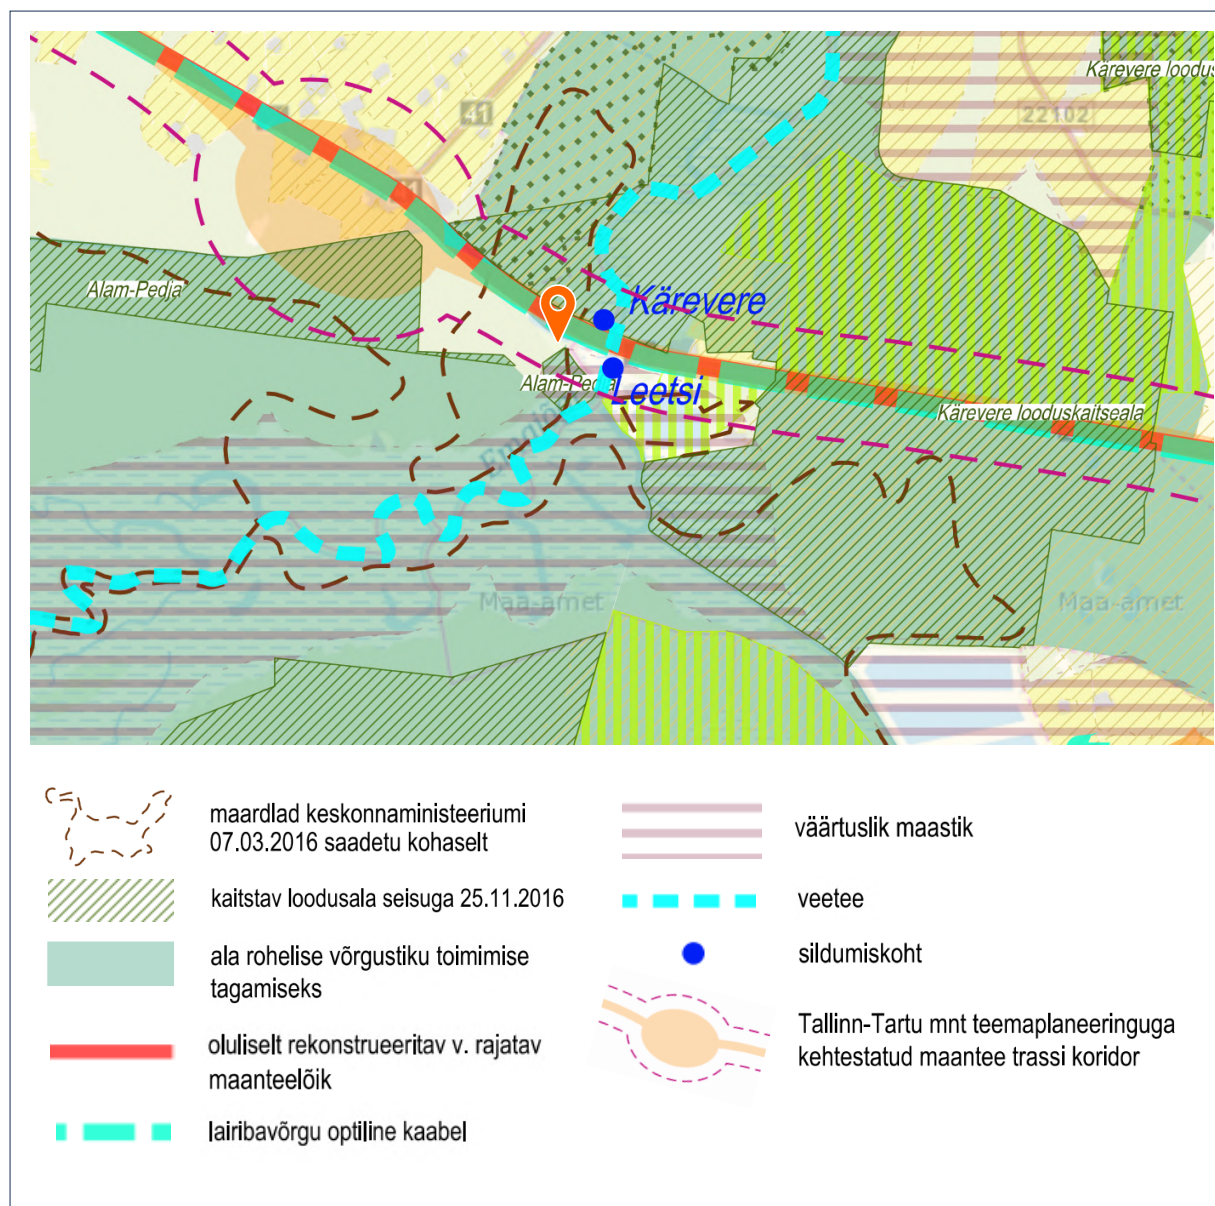 Kärevere loodus
41
22102
Alam-Pedja
Kärevere
Alam-Pedja
Leetsi
Kärevere looduskaitseala
Maa-amet
Maa-amet
maardlad keskonnaministeeriumi
07.03.2016 saadetu kohaselt
kaitstav loodusala seisuga 25.11.2016
ala rohelise võrgustiku toimimise
tagamiseks
oluliselt rekonstrueeritav v. rajatav
maanteelõik
lairibavõrgu optiline kaabel
väärtuslik maastik
veetee
sildumiskoht
Tallinn-Tartu mnt teemaplaneeringuga
kehtestatud maantee trassi koridor